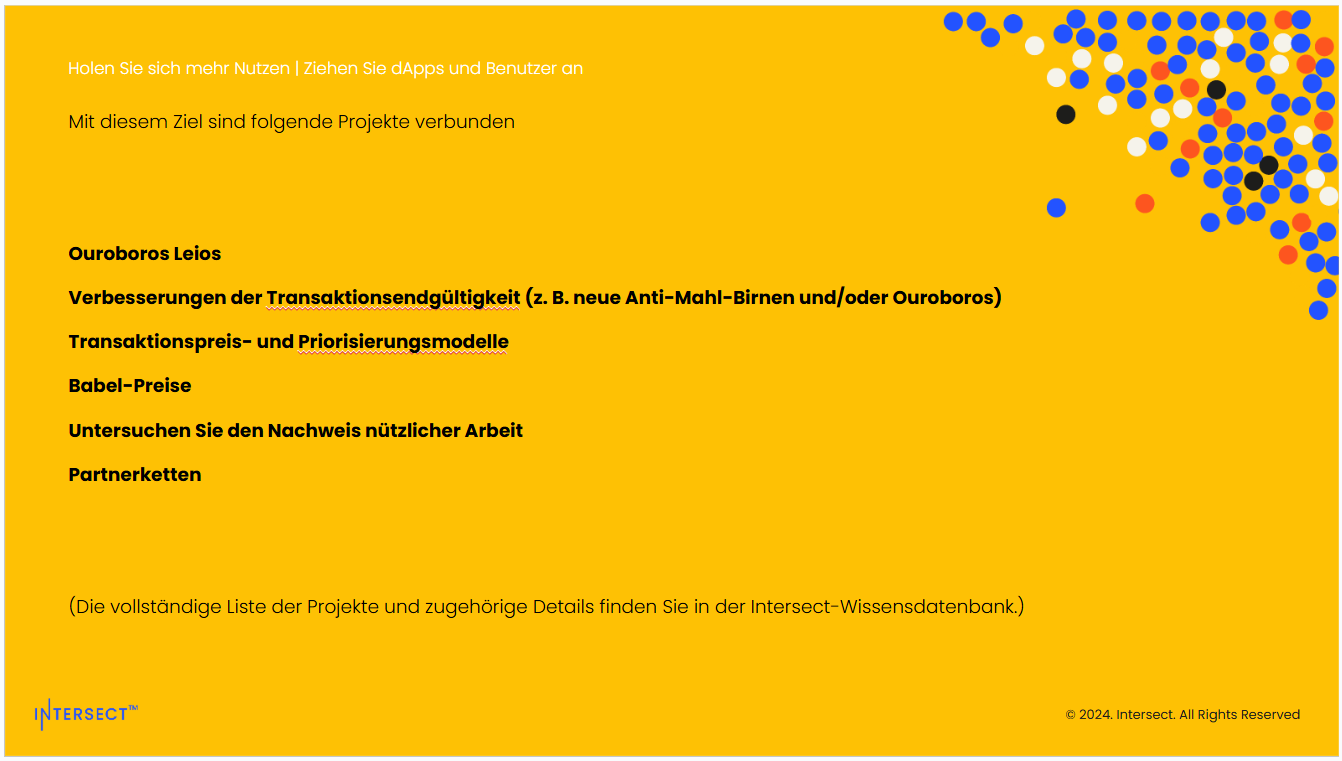 Holen Sie sich mehr Nutzen | Ziehen Sie dApps und Benutzer an
Mit diesem Ziel sind folgende Projekte verbunden
Ouroboros Leios
Verbesserungen der Transaktionsendgültigkeit (z. B. neue Anti-Mahl-Birnen und/oder Ouroboros)
Transaktionspreis- und Priorisierungsmodelle
Babel-Preise
Untersuchen Sie den Nachweis nützlicher Arbeit
Partnerketten
(Die vollständige Liste der Projekte und zugehörige Details finden Sie in der Intersect-Wissensdatenbank.)
INTERSECT™
© 2024. Intersect. All Rights Reserved